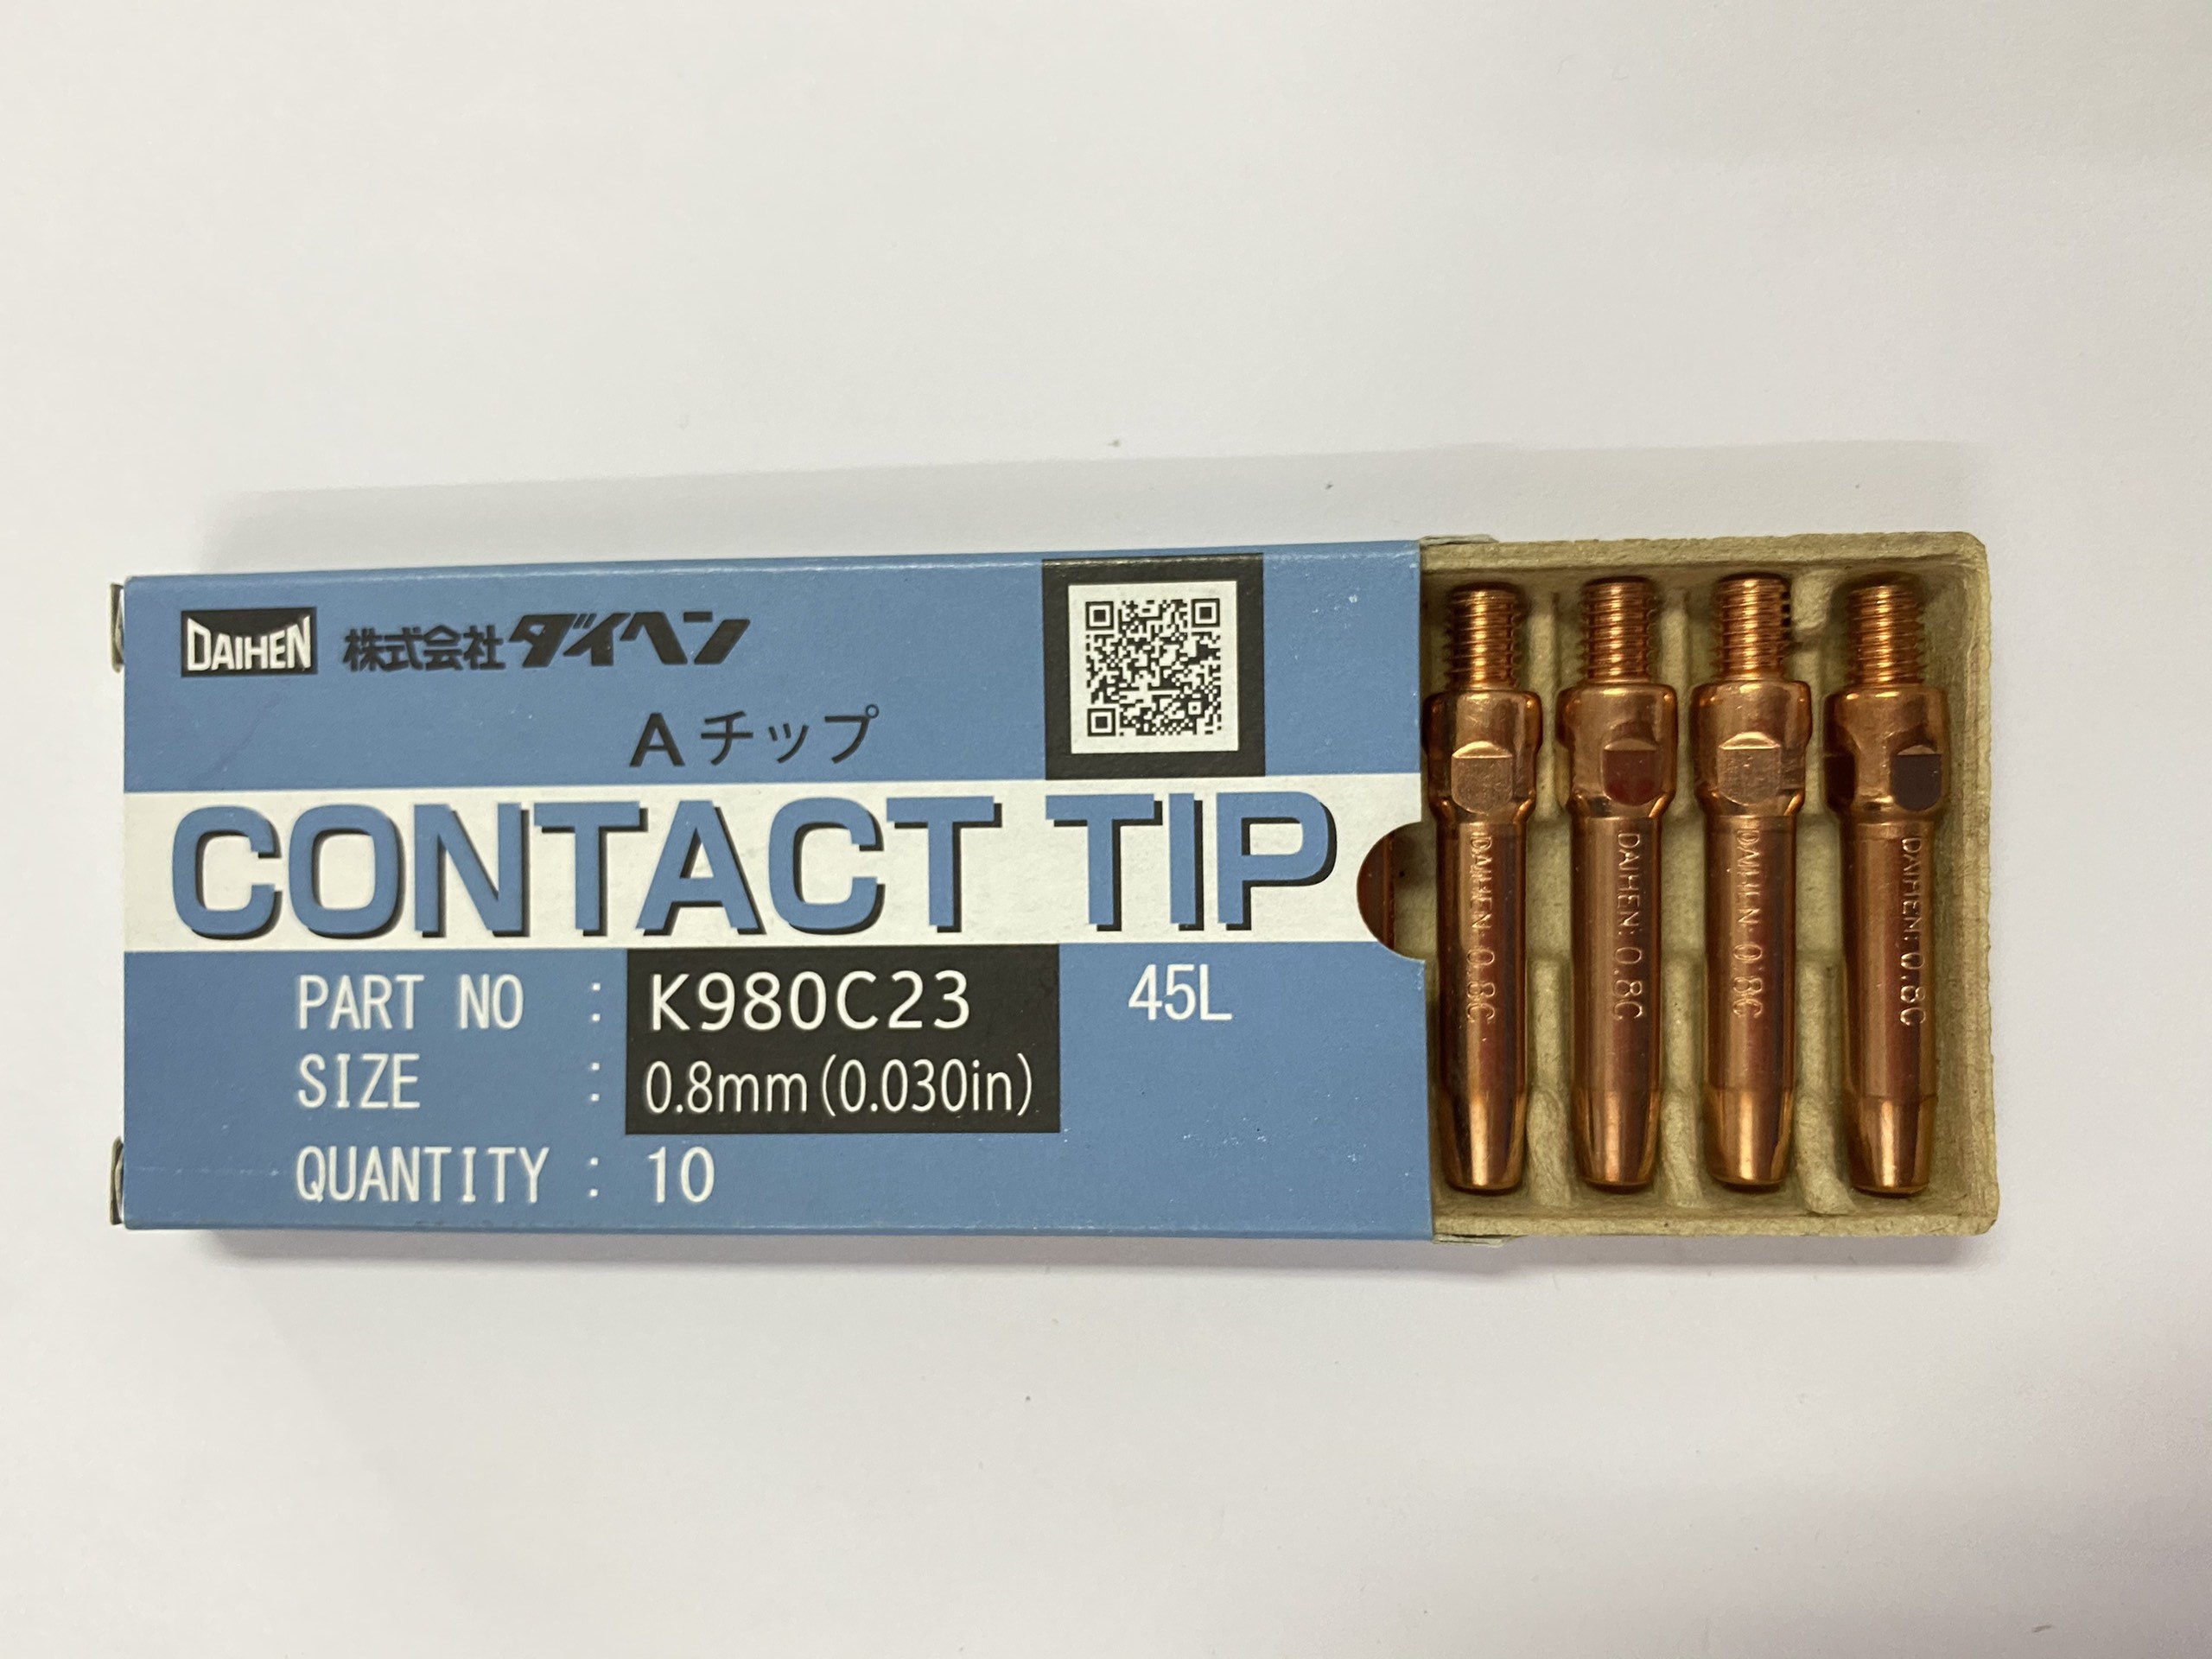 DAIHEN 株式会社ダイヘン
Aチップ
CONTACT TIP
PART NO : K980C23 45L
SIZE : 0.8mm(0.030in)
QUANTITY : 10
DAIHEN: 0.8C
DAIHEN: 0.8C
DAIHEN: 0.8C
DAIHEN: 0.8C